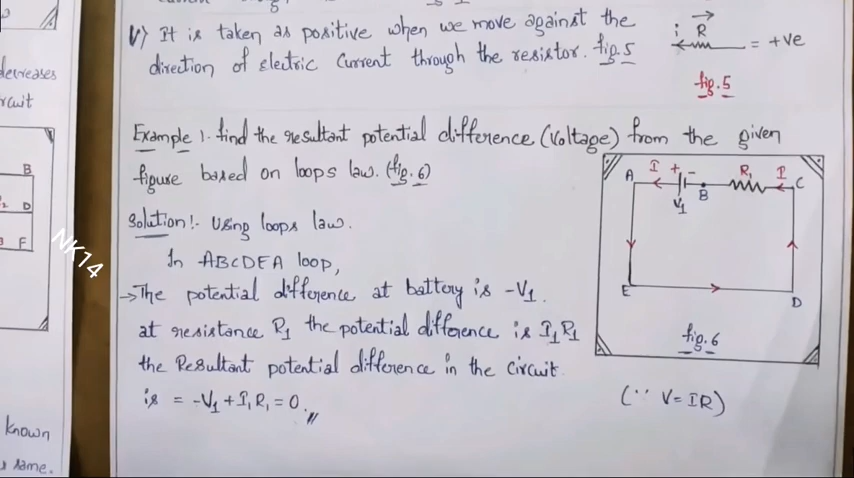 V) It is taken as positive when we move against the
direction of electric current through the resistor. fig.5
i R = +ve
fig.5
decreases
rcuit
Example 1. find the resultant potential difference (Voltage) from the given
figure based on loops law. (fig.6)
Solution:- Using loops law.
In ABCDEA loop,
→The potential difference at battery is -V1.
at resistance R1 the potential difference is I1R1
the Resultant potential difference in the circuit
is = -V1 + I1R1 = 0.
A I + - R1 I C
V1 B
E D
fig.6
(∵ V=IR)
B
D
F
NK14
known
same.